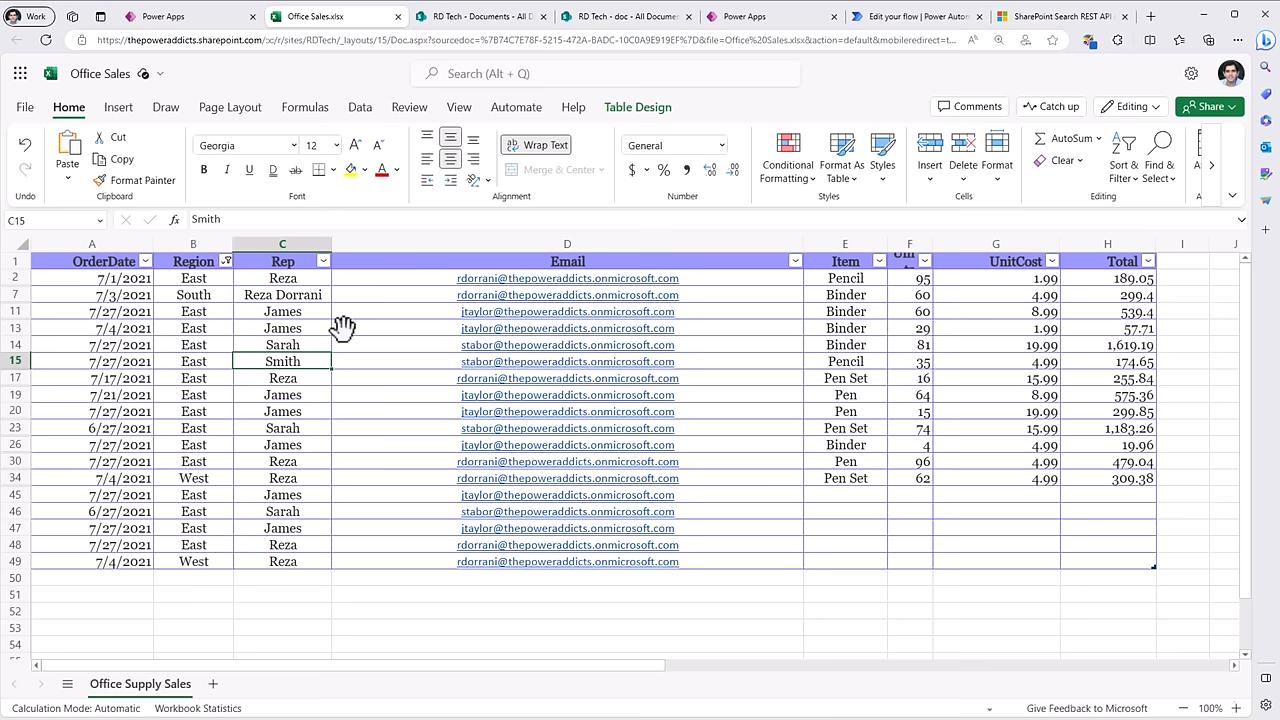 Work
Power Apps
Office Sales.xlsx
RD Tech - Documents - All D
RD Tech - doc - All Documen
Power Apps
Edit your flow | Power Autom
SharePoint Search REST API
https://thepoweraddicts.sharepoint.com/:x:/r/sites/RDTech/_layouts/15/Doc.aspx?sourcedoc=%7B74C7E78F-5215-472A-BADC-10C0A9E919EF%7D&file=Office%20Sales.xlsx&action=default&mobileredirect=t...
Office Sales
Search (Alt + Q)
File Home Insert Draw Page Layout Formulas Data Review View Automate Help Table Design
Comments Catch up Editing Share
Paste Cut Copy Format Painter
Georgia 12
Wrap Text
Merge & Center
General
Conditional Formatting Format As Table Styles
Insert Delete Format
AutoSum
Clear
Sort & Filter Find & Select
Undo Clipboard Font Alignment Number Styles Cells Editing
C15 fx Smith
A B C D E F G H I J
1 OrderDate Region Rep Email Item UnitCost Total
2 7/1/2021 East Reza rdorrani@thepoweraddicts.onmicrosoft.com Pencil 95 1.99 189.05
7 7/3/2021 South Reza Dorrani rdorrani@thepoweraddicts.onmicrosoft.com Binder 60 4.99 299.4
11 7/27/2021 East James jtaylor@thepoweraddicts.onmicrosoft.com Binder 60 8.99 539.4
13 7/4/2021 East James jtaylor@thepoweraddicts.onmicrosoft.com Binder 29 1.99 57.71
14 7/27/2021 East Sarah stabor@thepoweraddicts.onmicrosoft.com Binder 81 19.99 1,619.19
15 7/27/2021 East Smith stabor@thepoweraddicts.onmicrosoft.com Pencil 35 4.99 174.65
17 7/17/2021 East Reza rdorrani@thepoweraddicts.onmicrosoft.com Pen Set 16 15.99 255.84
19 7/21/2021 East James jtaylor@thepoweraddicts.onmicrosoft.com Pen 64 8.99 575.36
20 7/27/2021 East James jtaylor@thepoweraddicts.onmicrosoft.com Pen 15 19.99 299.85
23 6/27/2021 East Sarah stabor@thepoweraddicts.onmicrosoft.com Pen Set 74 15.99 1,183.26
26 7/27/2021 East James jtaylor@thepoweraddicts.onmicrosoft.com Binder 4 4.99 19.96
30 7/27/2021 East Reza rdorrani@thepoweraddicts.onmicrosoft.com Pen 96 4.99 479.04
34 7/4/2021 West Reza rdorrani@thepoweraddicts.onmicrosoft.com Pen Set 62 4.99 309.38
45 7/27/2021 East James jtaylor@thepoweraddicts.onmicrosoft.com
46 6/27/2021 East Sarah stabor@thepoweraddicts.onmicrosoft.com
47 7/27/2021 East James jtaylor@thepoweraddicts.onmicrosoft.com
48 7/27/2021 East Reza rdorrani@thepoweraddicts.onmicrosoft.com
49 7/4/2021 West Reza rdorrani@thepoweraddicts.onmicrosoft.com
50
51
52
53
54
Office Supply Sales
Calculation Mode: Automatic Workbook Statistics Give Feedback to Microsoft 100%